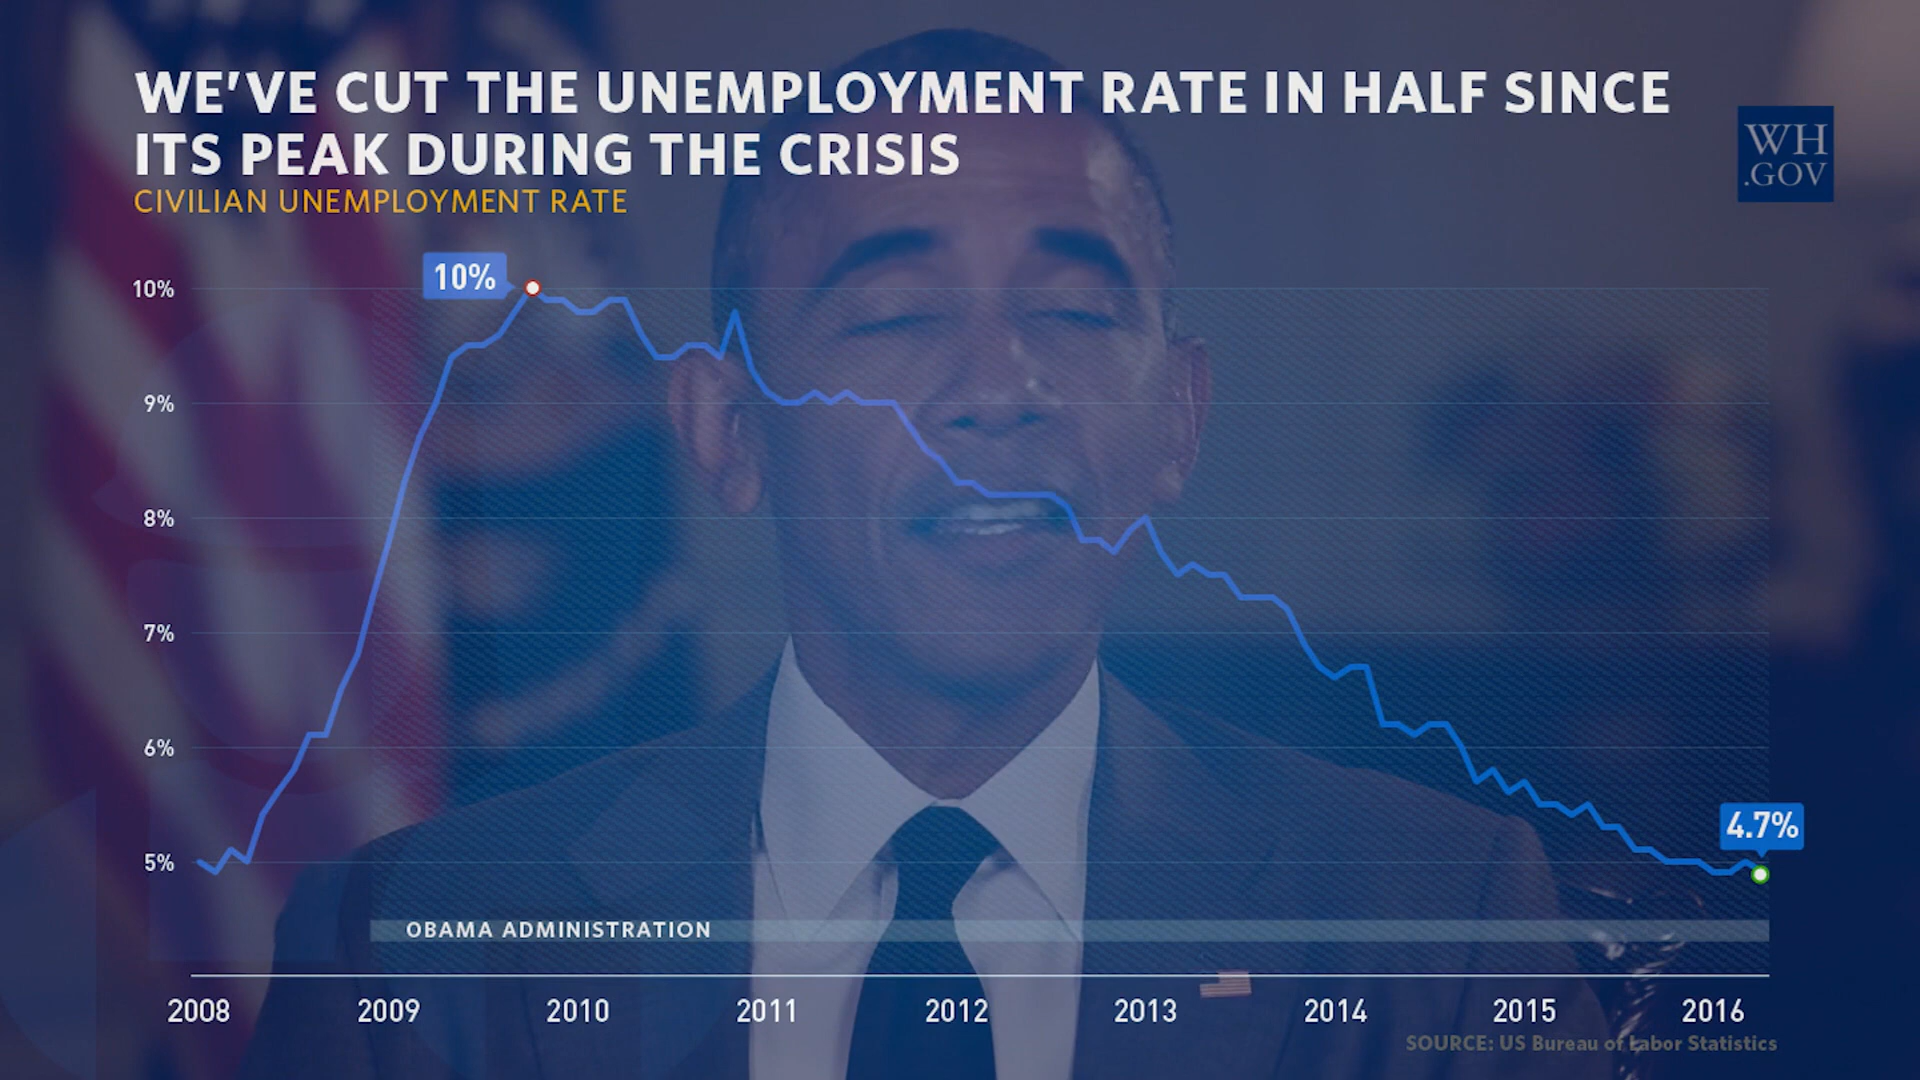 WE'VE CUT THE UNEMPLOYMENT RATE IN HALF SINCE
ITS PEAK DURING THE CRISIS
CIVILIAN UNEMPLOYMENT RATE
WH
.GOV
10%
10%
9%
8%
7%
6%
5%
4.7%
OBAMA ADMINISTRATION
2008 2009 2010 2011 2012 2013 2014 2015 2016
SOURCE: US Bureau of Labor Statistics